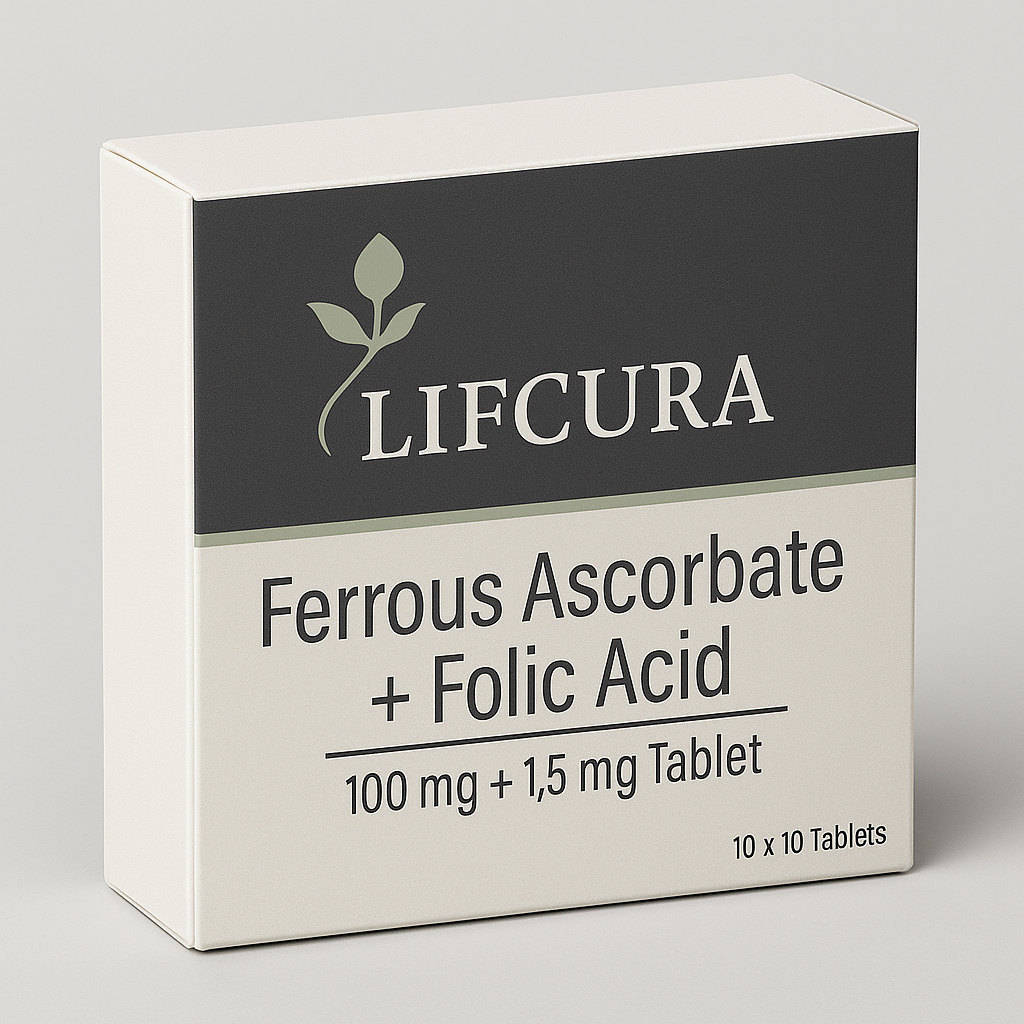 LIFCURA
Ferrous Ascorbate
+ Folic Acid
100 mg + 1,5 mg Tablet
10 x 10 Tablets